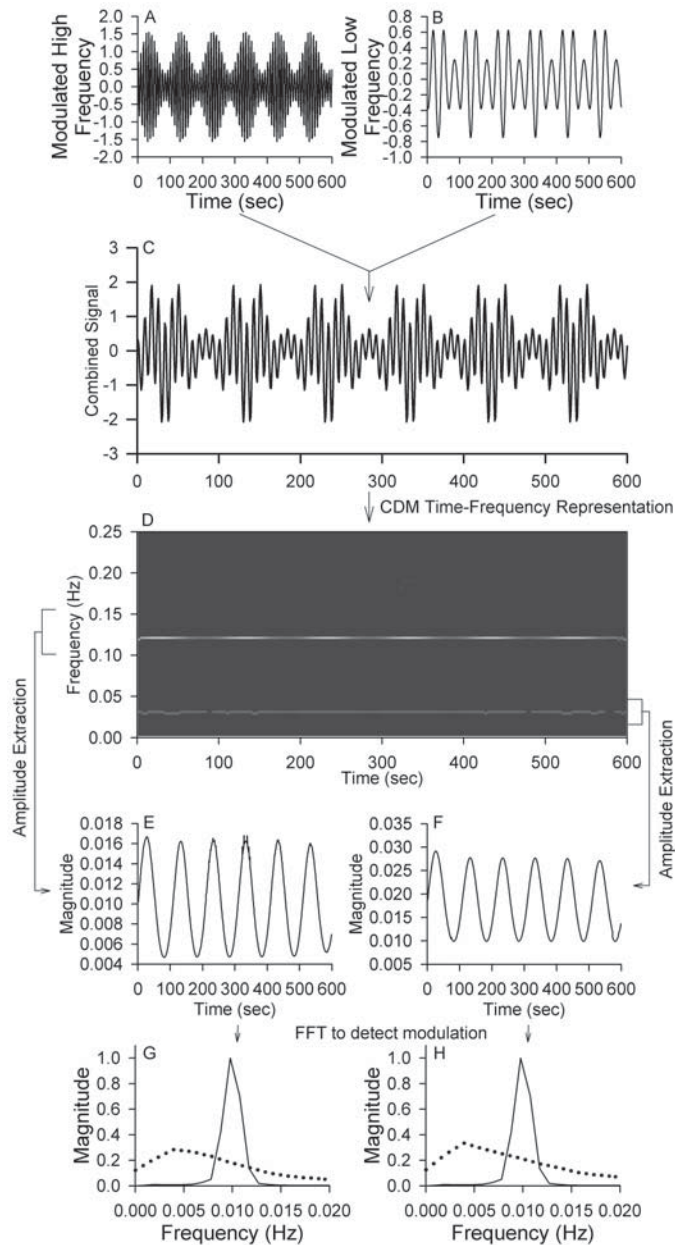 A
Modulated High
Frequency
2.0
1.5
1.0
0.5
0.0
-0.5
-1.0
-1.5
-2.0
0 100 200 300 400 500 600
Time (sec)
B
Modulated Low
Frequency
0.8
0.6
0.4
0.2
0.0
-0.2
-0.4
-0.6
-0.8
-1.0
0 100 200 300 400 500 600
Time (sec)
C
Combined Signal
3
2
1
0
-1
-2
-3
0 100 200 300 400 500 600
Time (sec)
CDM Time-Frequency Representation
D
Frequency (Hz)
0.25
0.20
0.15
0.10
0.05
0.00
0 100 200 300 400 500 600
Time (sec)
Amplitude Extraction
Amplitude Extraction
E
Magnitude
0.018
0.016
0.014
0.012
0.010
0.008
0.006
0.004
0 100 200 300 400 500 600
Time (sec)
F
Magnitude
0.035
0.030
0.025
0.020
0.015
0.010
0.005
0 100 200 300 400 500 600
Time (sec)
FFT to detect modulation
G
Magnitude
1.0
0.8
0.6
0.4
0.2
0.0
0.000 0.005 0.010 0.015 0.020
Frequency (Hz)
H
Magnitude
1.0
0.8
0.6
0.4
0.2
0.0
0.000 0.005 0.010 0.015 0.020
Frequency (Hz)